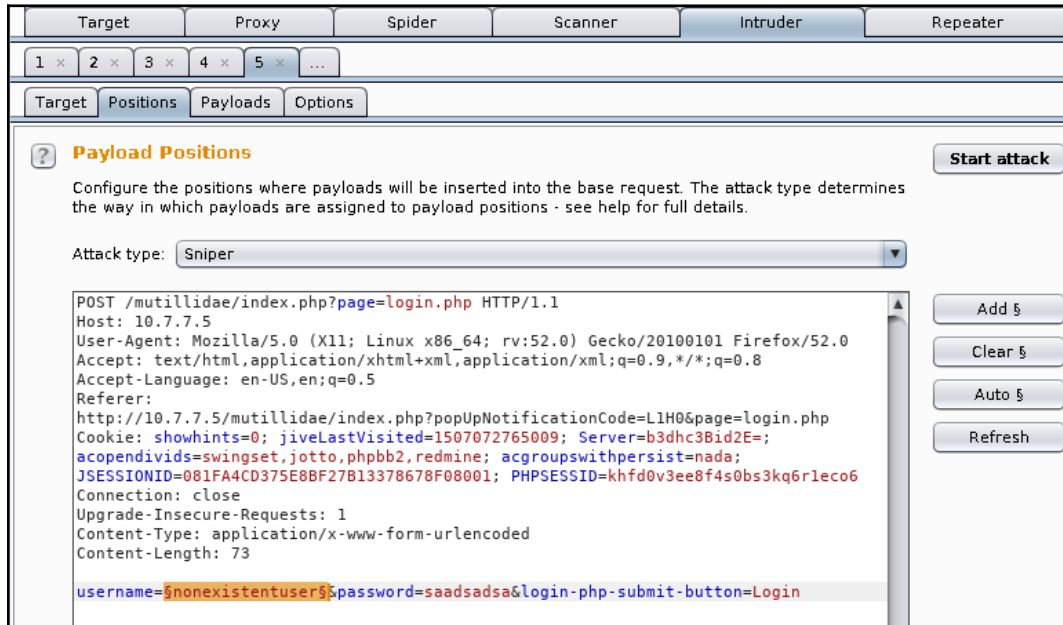 Target Proxy Spider Scanner Intruder Repeater
1 × 2 × 3 × 4 × 5 × ...
Target Positions Payloads Options
? Payload Positions
Start attack
Configure the positions where payloads will be inserted into the base request. The attack type determines
the way in which payloads are assigned to payload positions - see help for full details.
Attack type: Sniper
POST /mutillidae/index.php?page=login.php HTTP/1.1
Host: 10.7.7.5
User-Agent: Mozilla/5.0 (X11; Linux x86_64; rv:52.0) Gecko/20100101 Firefox/52.0
Accept: text/html,application/xhtml+xml,application/xml;q=0.9,*/*;q=0.8
Accept-Language: en-US,en;q=0.5
Referer:
http://10.7.7.5/mutillidae/index.php?popUpNotificationCode=L1H0&page=login.php
Cookie: showhints=0; jiveLastVisited=1507072765009; Server=b3dhc3Bid2E=;
acopendivids=swingset,jotto,phpbb2,redmine; acgroupswithpersist=nada;
JSESSIONID=081FA4CD375E8BF27B13378678F08001; PHPSESSID=khfd0v3ee8f4s0bs3kq6r1eco6
Connection: close
Upgrade-Insecure-Requests: 1
Content-Type: application/x-www-form-urlencoded
Content-Length: 73
username=§nonexistentuser§&password=saadsadsa&login-php-submit-button=Login
Add §
Clear §
Auto §
Refresh